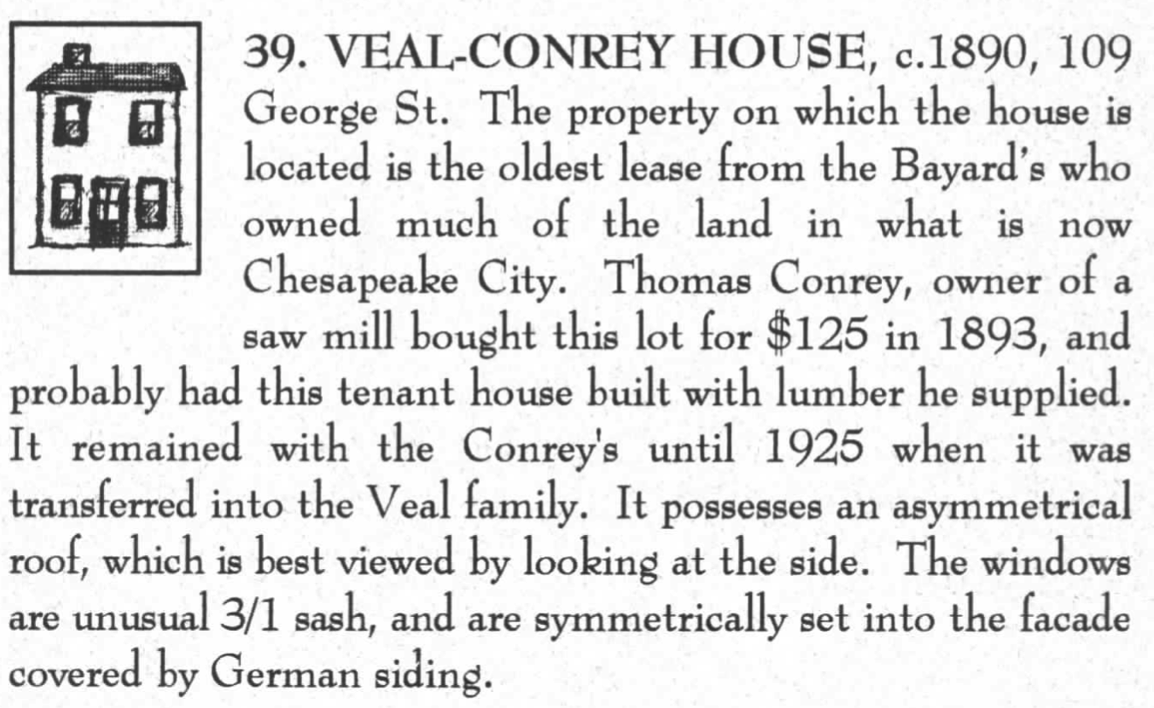 39. VEAL-CONREY HOUSE, c.1890, 109
George St. The property on which the house is
located is the oldest lease from the Bayard's who
owned much of the land in what is now
Chesapeake City. Thomas Conrey, owner of a
saw mill bought this lot for $125 in 1893, and
probably had this tenant house built with lumber he supplied.
It remained with the Conrey's until 1925 when it was
transferred into the Veal family. It possesses an asymmetrical
roof, which is best viewed by looking at the side. The windows
are unusual 3/1 sash, and are symmetrically set into the facade
covered by German siding.